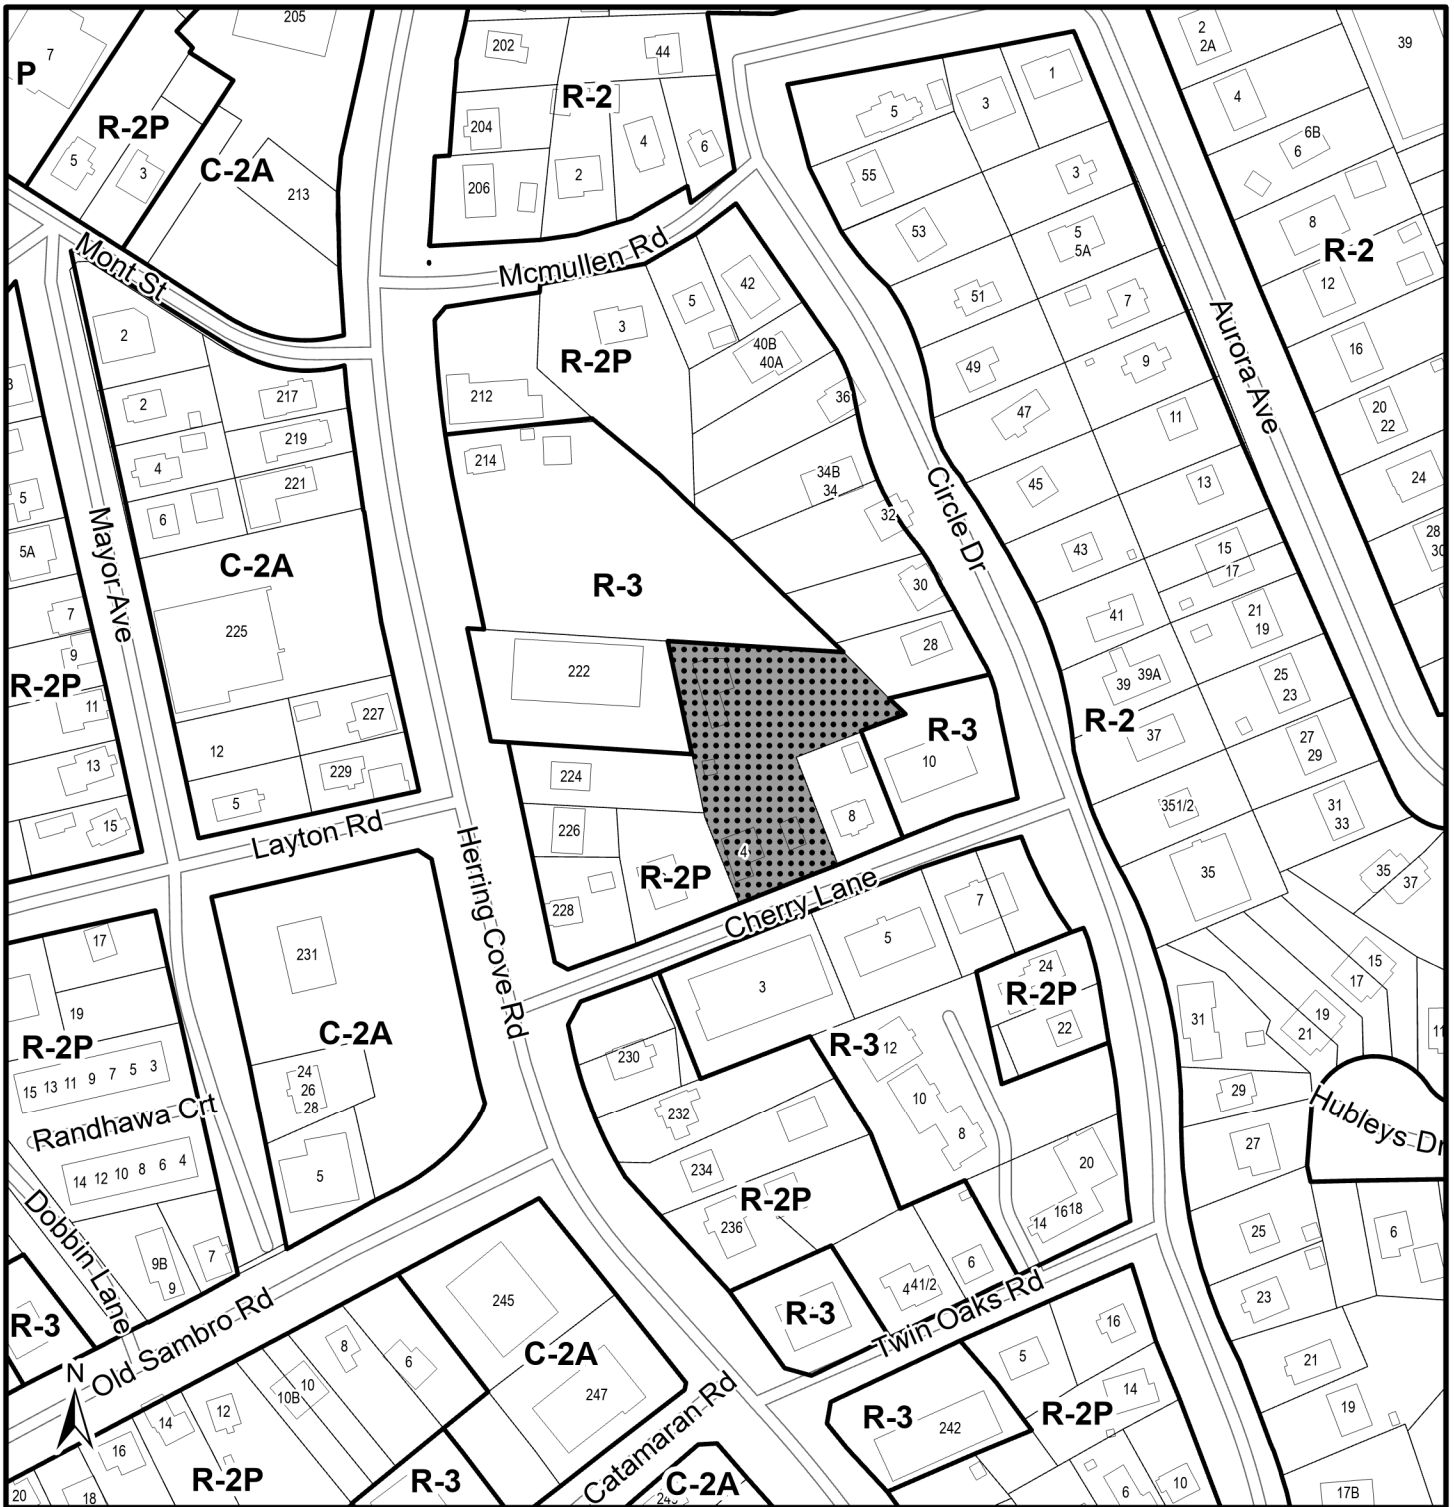 205
7
P
202
44
2
2A
39
R-2
R-2P
5
3
C-2A
213
204
4
6
206
2
5
3
1
4
6B
6
55
3
53
5
5A
8
R-2
12
Mont St
Mcmullen Rd
42
5
51
7
2
3
40B
40A
R-2P
49
9
Aurora Ave
16
3
2
217
212
36
47
11
20
22
4
219
214
34B
34
45
13
24
5
221
6
32
Circle Dr
28
30
5A
Mayor Ave
C-2A
43
15
17
7
225
R-3
30
41
21
19
9
R-2P
222
28
39
39A
25
23
11
227
12
R-3
R-2
37
27
29
13
229
224
10
5
8
351/2
31
33
15
Layton Rd
226
4
Herring Cove Rd
R-2P
35
35
37
Cherry Lane
7
228
17
231
5
15
17
3
24
R-2P
22
19
R-2P
C-2A
31
19
21
11
230
R-3
12
15 13 11 9 7 5 3
24
26
28
10
29
Hubleys Dr
Randhawa Crt
232
8
27
14 12 10 8 6 4
5
234
20
R-2P
236
14
16
18
Dobbin Lane
9B
9
7
25
6
6
4
41/2
R-3
R-3
Old Sambro Rd
245
Twin Oaks Rd
23
8
6
C-2A
16
5
21
N
10B
10
247
14
12
14
19
16
Catamaran Rd
R-3
242
R-2P
R-2P
R-3
C-2A
20
18
6
10
17B